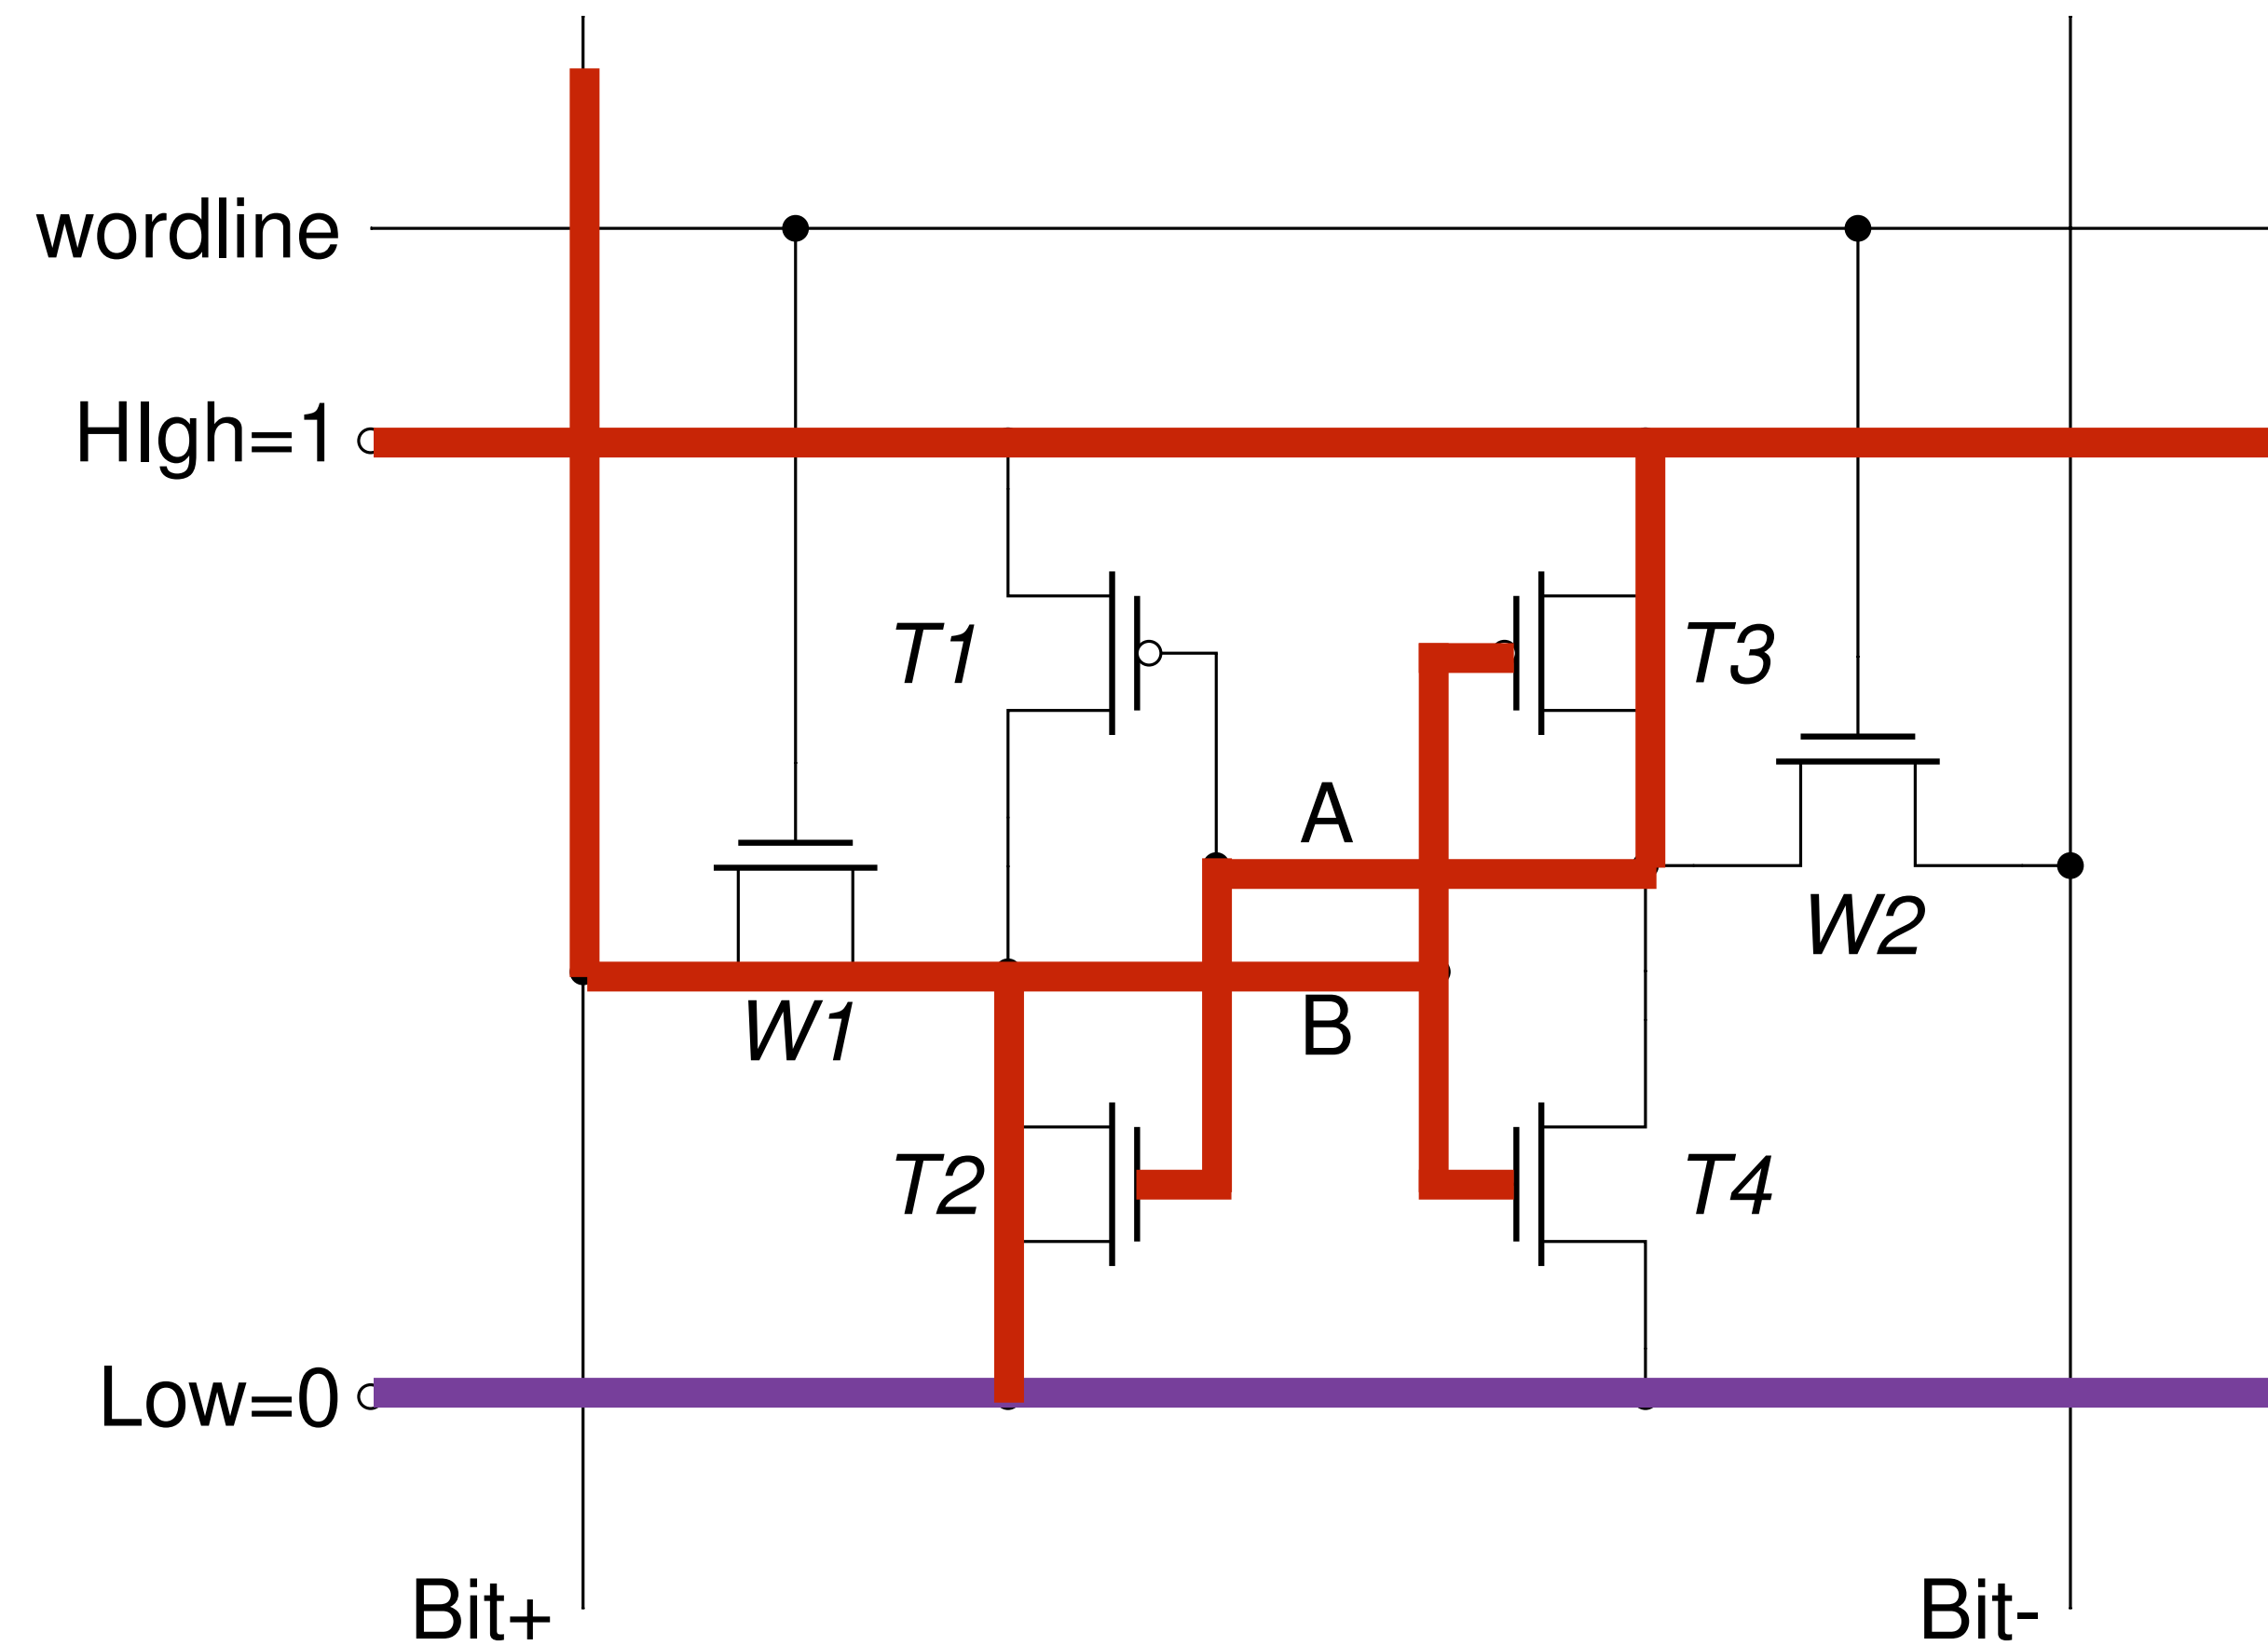 wordline
HIgh=1
T1
T3
A
W2
W1
B
T2
T4
Low=0
Bit+
Bit-